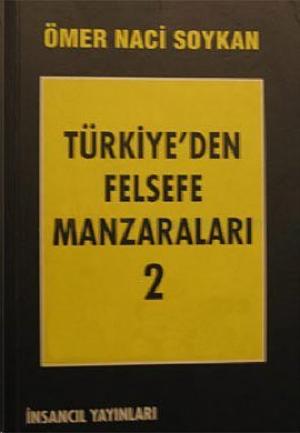 ÖMER NACİ SOYKAN
TÜRKİYE'DEN
FELSEFE
MANZARALARI
2
İNSANCIL YAYINLARI